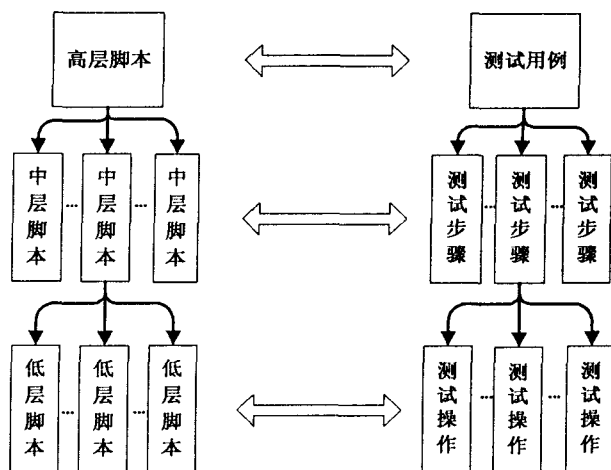 高层脚本
测试用例
中层脚本
…
中层脚本
…
中层脚本
测试步骤
…
测试步骤
…
测试步骤
低层脚本
…
低层脚本
…
低层脚本
测试操作
…
测试操作
…
测试操作